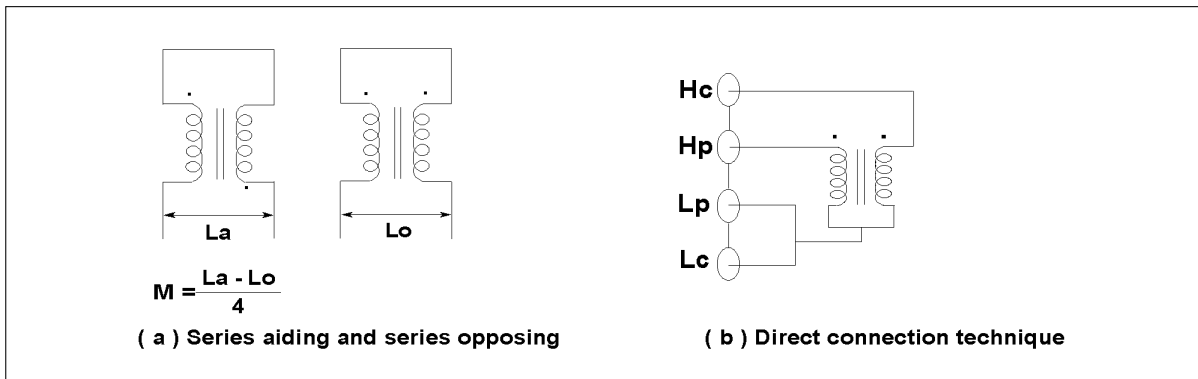 La
Lo
M = La - Lo
4
( a ) Series aiding and series opposing
Hc
Hp
Lp
Lc
( b ) Direct connection technique